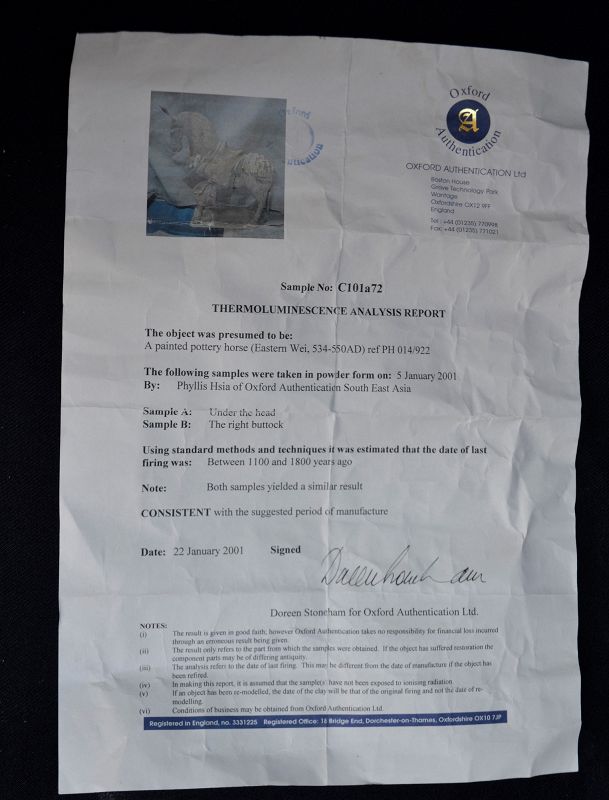 Oxford
Authentication
A
OXFORD AUTHENTICATION Ltd
Boston House
Grove Technology Park
Wantage
Oxfordshire OX12 9FF
England
Tel: +44 (01235) 770998
Fax: +44 (01235) 771021
Sample No: C101a72
THERMOLUMINESCENCE ANALYSIS REPORT
The object was presumed to be:
A painted pottery horse (Eastern Wei, 534-550AD) ref PH 014/922
The following samples were taken in powder form on: 5 January 2001
By: Phyllis Hsia of Oxford Authentication South East Asia
Sample A: Under the head
Sample B: The right buttock
Using standard methods and techniques it was estimated that the date of last
firing was: Between 1100 and 1800 years ago
Note: Both samples yielded a similar result
CONSISTENT with the suggested period of manufacture
Date: 22 January 2001 Signed
Doreen Stoneham for Oxford Authentication Ltd.
NOTES:
(i) The result is given in good faith; however Oxford Authentication takes no responsibility for financial loss incurred
through an erroneous result being given.
(ii) The result only refers to the part from which the samples were obtained. If the object has suffered restoration the
component parts may be of differing antiquity.
(iii) The analysis refers to the date of last firing. This may be different from the date of manufacture if the object has
been refired.
(iv) In making this report, it is assumed that the sample(s) have not been exposed to ionising radiation.
(v) If an object has been re-modelled, the date of the clay will be that of the original firing and not the date of re-
modelling.
(vi) Conditions of business may be obtained from Oxford Authentication Ltd.
Registered in England, no. 3331225 Registered Office: 18 Bridge End, Dorchester-on-Thames, Oxfordshire OX10 7JP